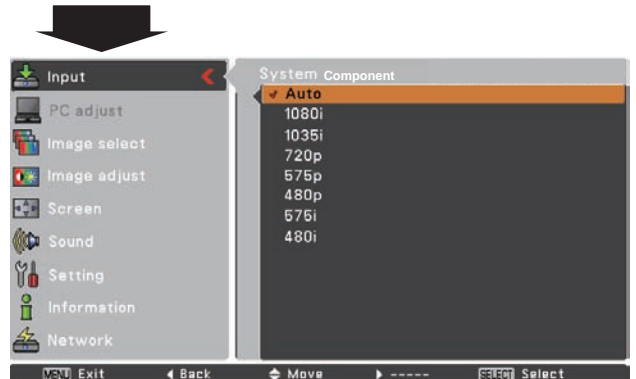 System Component
Input
PC adjust
Image select
Image adjust
Screen
Sound
Setting
Information
Network
Auto
1080i
1035i
720p
575p
480p
575i
480i
MENU Exit
Back
Move
-----
SELECT Select